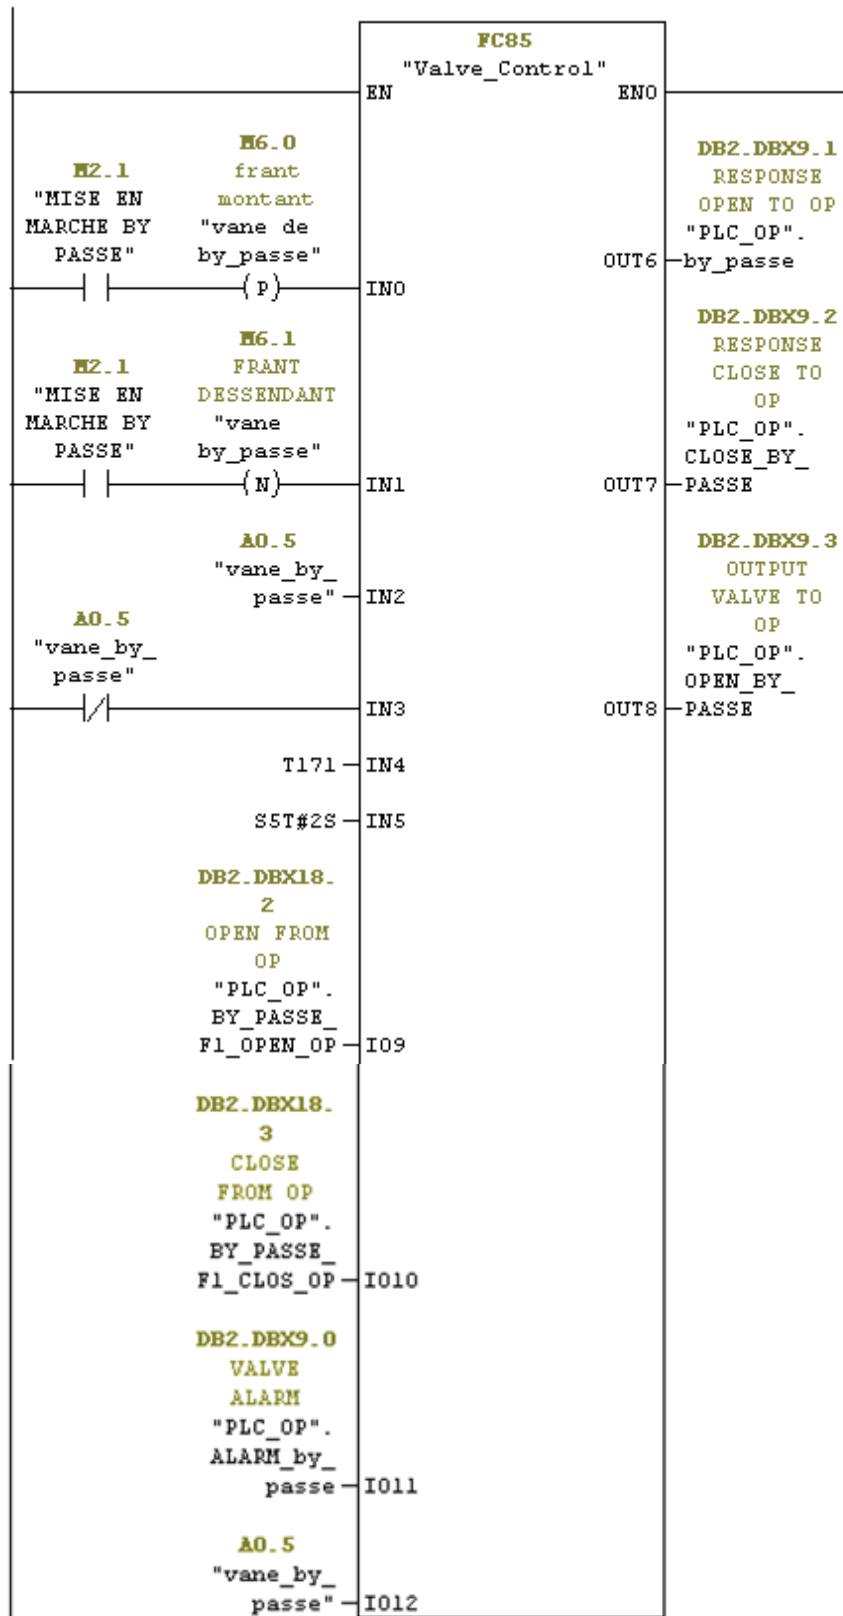 FC85
"Valve_Control"
EN
ENO
M6.0
frant
montant
"vane de
by_passe"
M2.1
"MISE EN
MARCHE BY
PASSE"
(P)
IN0
DB2.DBX9.1
RESPONSE
OPEN TO OP
"PLC_OP".
by_passe
OUT6
M6.1
FRANT
DESSENDANT
"vane
by_passe"
M2.1
"MISE EN
MARCHE BY
PASSE"
(N)
IN1
DB2.DBX9.2
RESPONSE
CLOSE TO
OP
"PLC_OP".
CLOSE_BY_
PASSE
OUT7
A0.5
"vane_by_
passe"
IN2
A0.5
"vane_by_
passe"
IN3
DB2.DBX9.3
OUTPUT
VALVE TO
OP
"PLC_OP".
OPEN_BY_
PASSE
OUT8
T171
IN4
S5T#2S
IN5
DB2.DBX18.
2
OPEN FROM
OP
"PLC_OP".
BY_PASSE_
F1_OPEN_OP
IO9
DB2.DBX18.
3
CLOSE
FROM OP
"PLC_OP".
BY_PASSE_
F1_CLOS_OP
IO10
DB2.DBX9.0
VALVE
ALARM
"PLC_OP".
ALARM_by_
passe
IO11
A0.5
"vane_by_
passe"
IO12